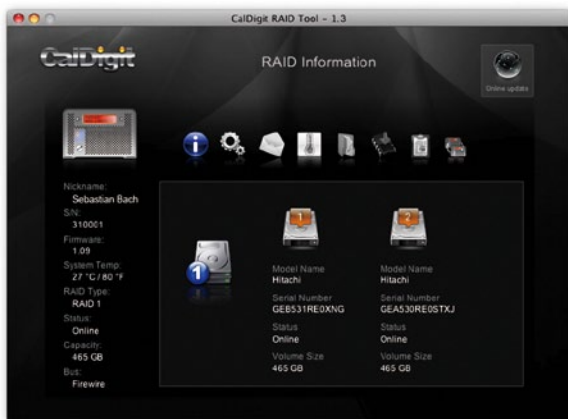 CalDigit RAID Tool - 1.3
CalDigit
RAID Information
Online update
Nickname:
Sebastian Bach
S/N:
310001
Firmware:
1.09
System Temp:
27 °C / 80 °F
RAID Type:
RAID 1
Status:
Online
Capacity:
465 GB
Bus:
Firewire
1
1
Model Name
Hitachi
Serial Number
GEB531RE0XNG
Status
Online
Volume Size
465 GB
2
Model Name
Hitachi
Serial Number
GEA530RE0STXJ
Status
Online
Volume Size
465 GB